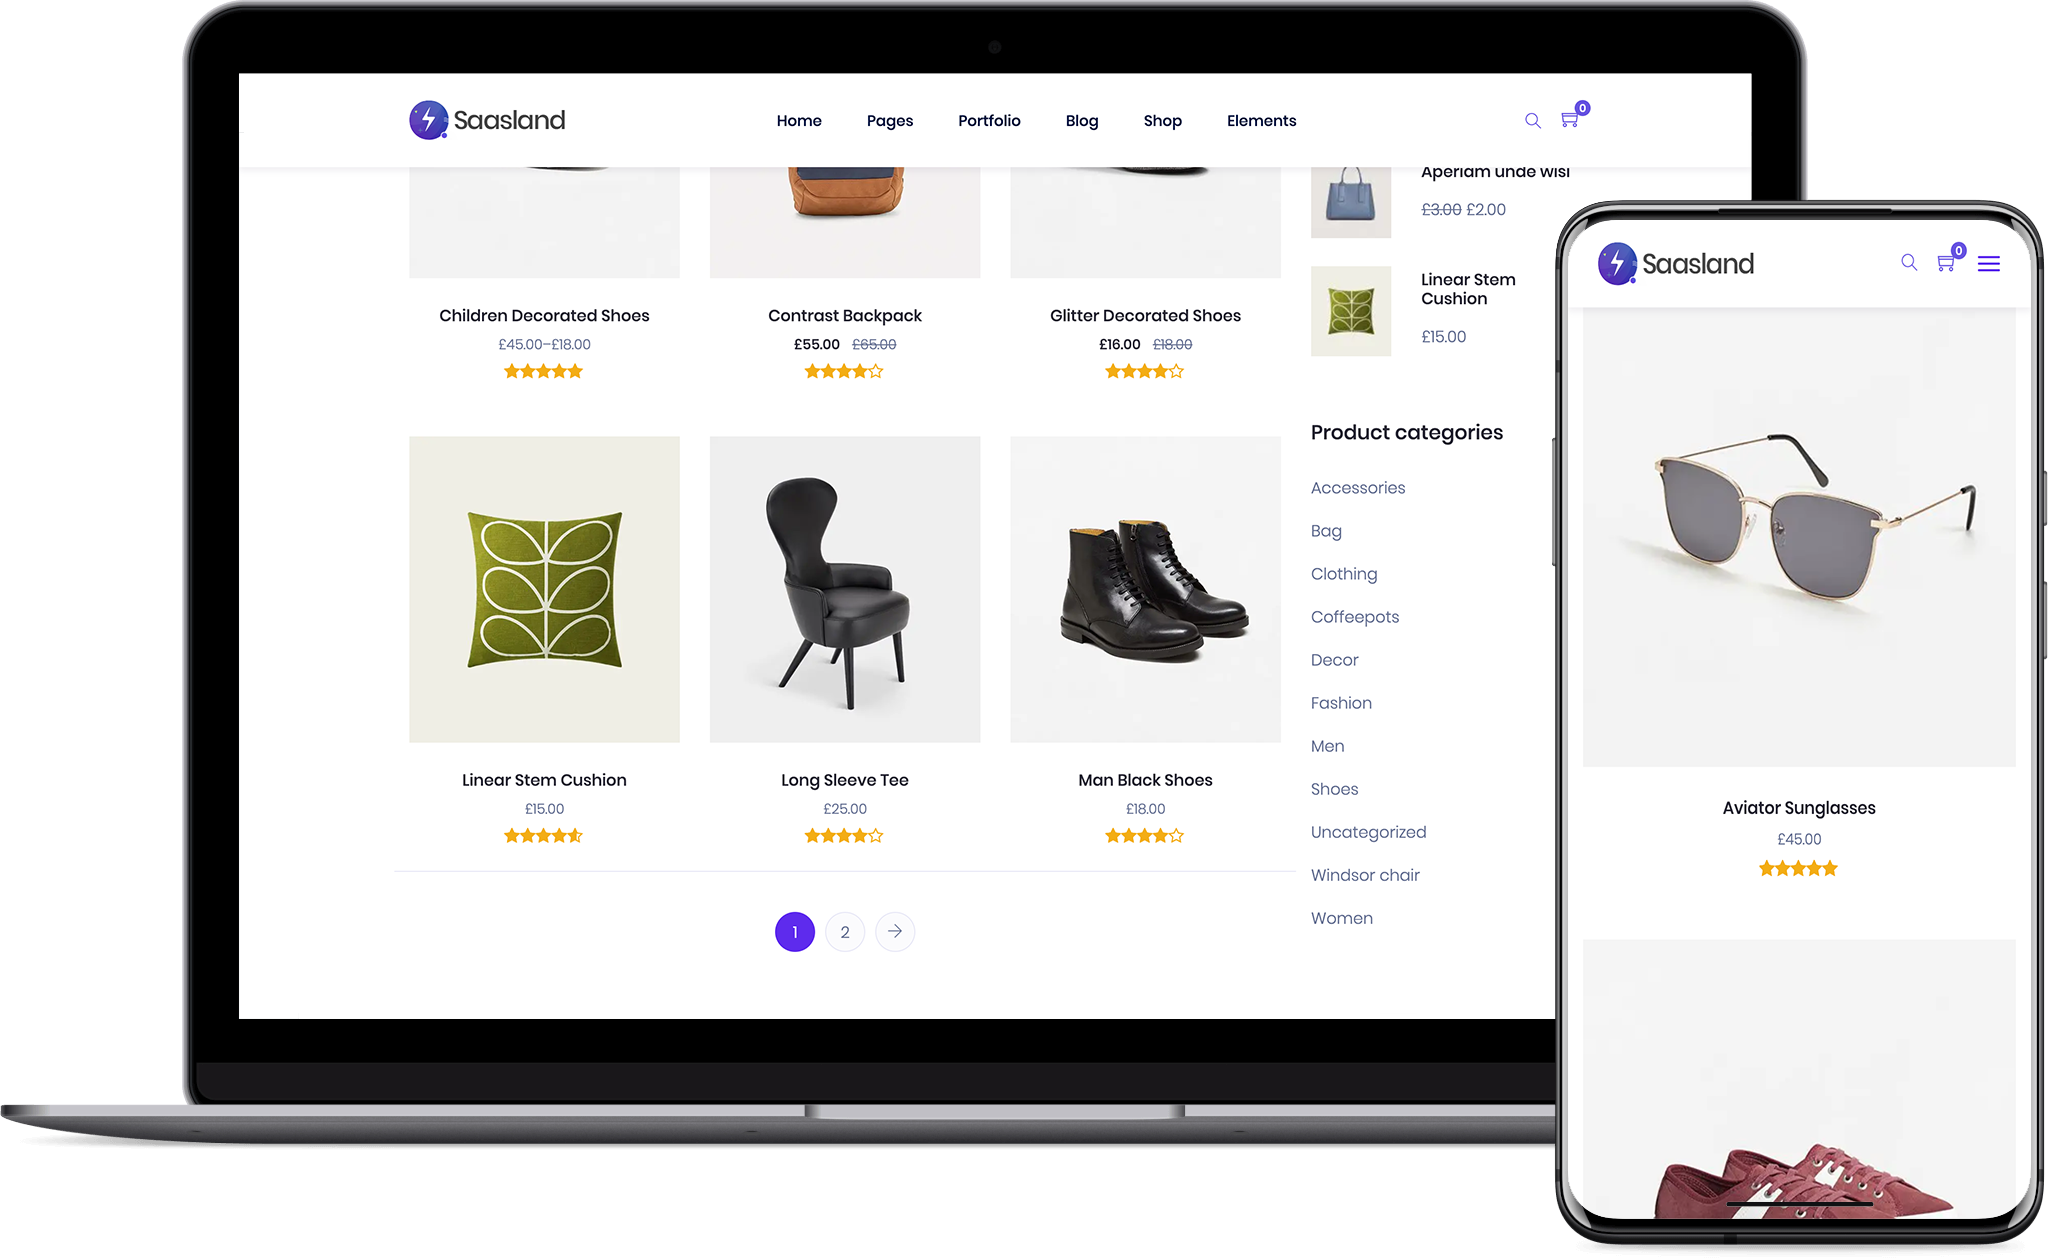 Saasland
Home Pages Portfolio Blog Shop Elements
0
Aperiam unde wisi
£3.00 £2.00
Linear Stem
Cushion
£15.00
Children Decorated Shoes
£45.00–£18.00
Contrast Backpack
£55.00 £65.00
Glitter Decorated Shoes
£16.00 £18.00
Linear Stem Cushion
£15.00
Long Sleeve Tee
£25.00
Man Black Shoes
£18.00
1 2
Product categories
Accessories
Bag
Clothing
Coffeepots
Decor
Fashion
Men
Shoes
Uncategorized
Windsor chair
Women
Saasland
0
Aviator Sunglasses
£45.00